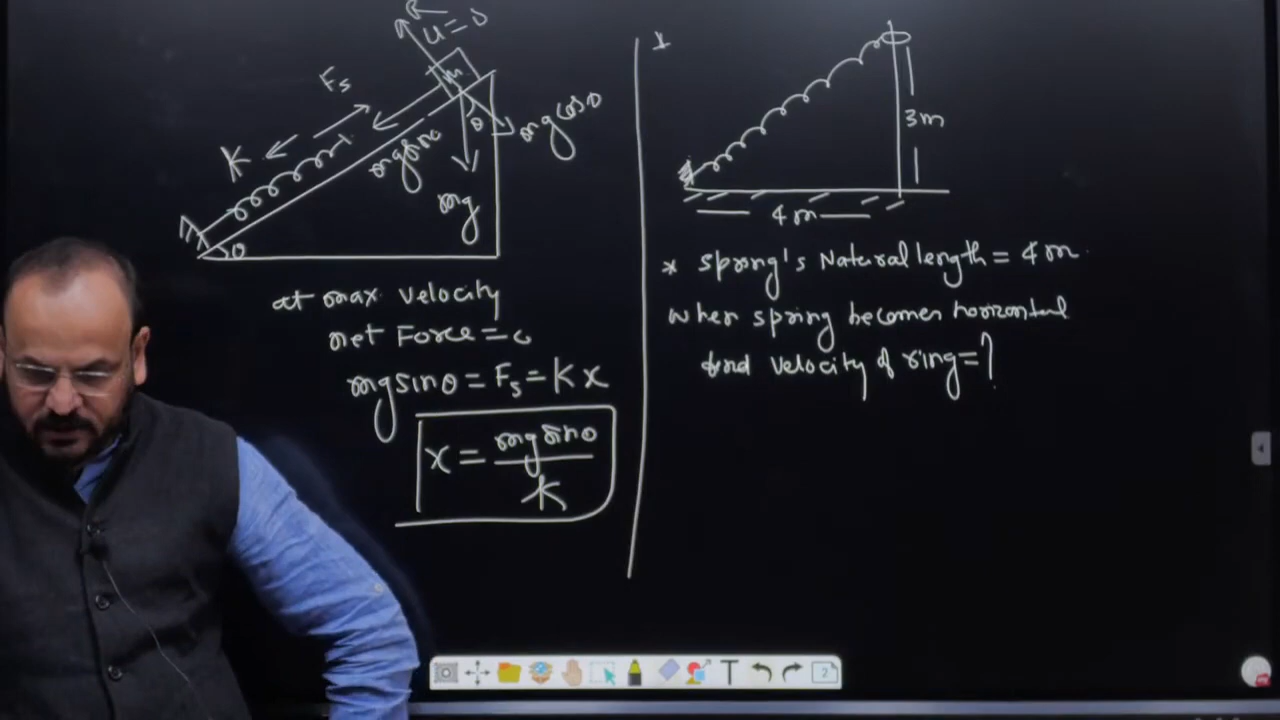 u=0
Fs
m
θ
mg cosθ
K
mg sinθ
mg
θ
at max. velocity
net Force=0
mg sinθ = Fs = Kx
x = mg sinθ / K
*
3m
4m
* spring's Natural length = 4m.
when spring becomes horizontal
find velocity of ring=?
T
2